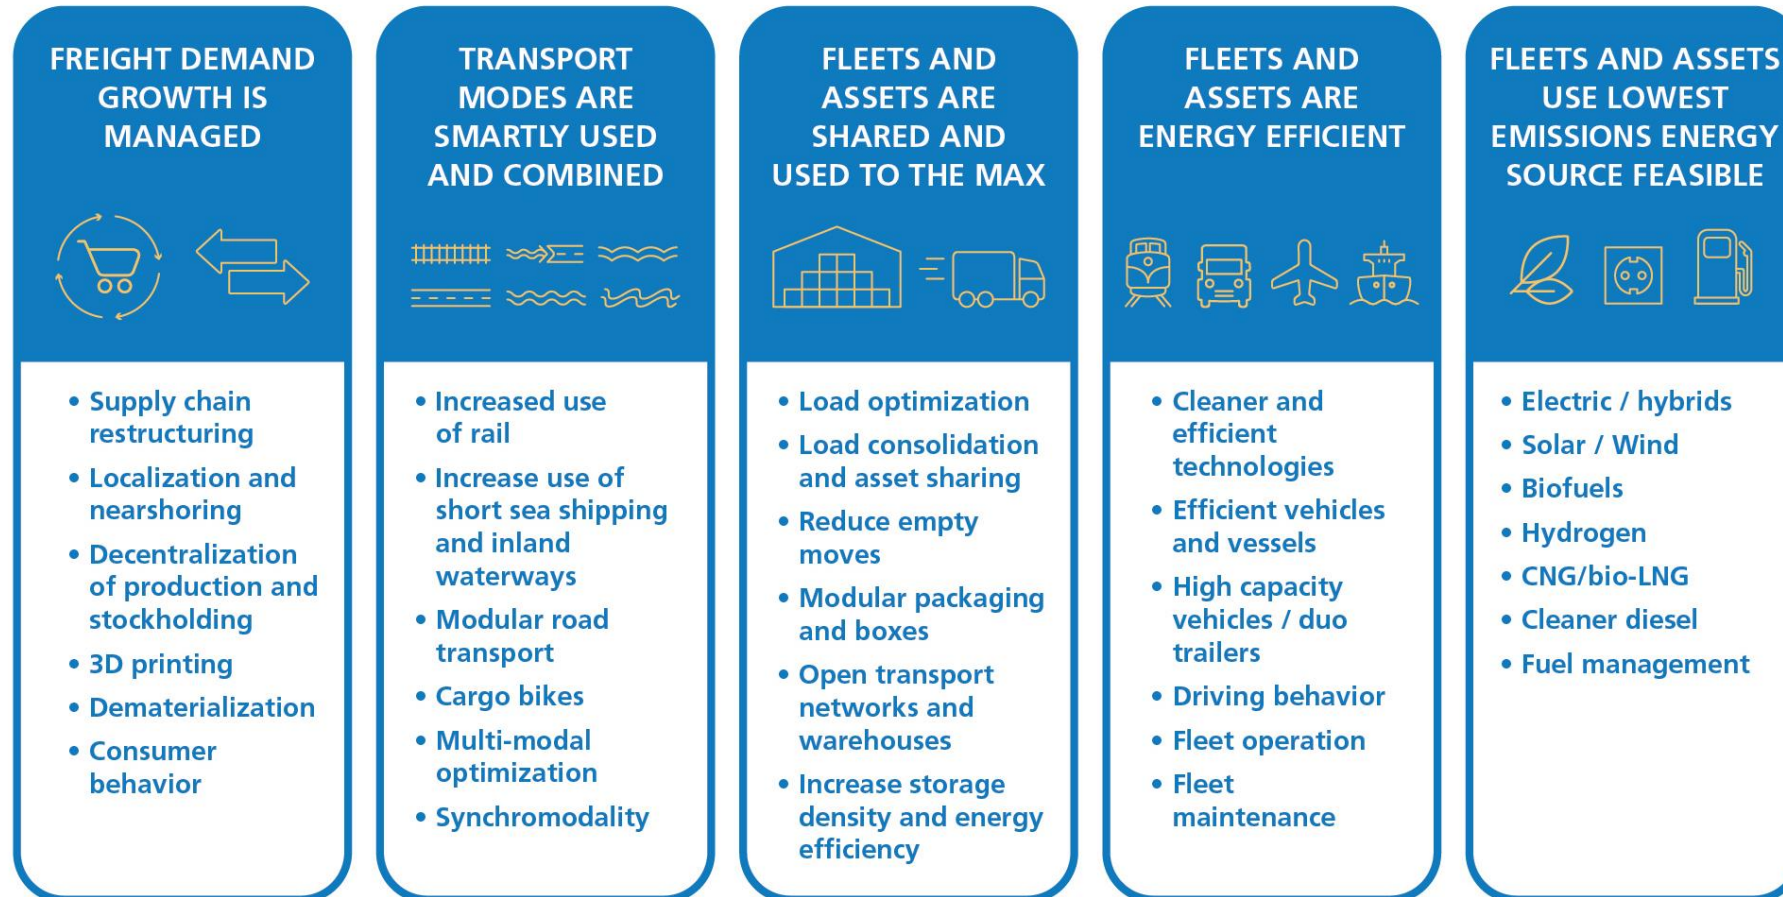 FREIGHT DEMAND
GROWTH IS
MANAGED
• Supply chain
restructuring
• Localization and
nearshoring
• Decentralization
of production and
stockholding
• 3D printing
• Dematerialization
• Consumer
behavior
TRANSPORT
MODES ARE
SMARTLY USED
AND COMBINED
• Increased use
of rail
• Increase use of
short sea shipping
and inland
waterways
• Modular road
transport
• Cargo bikes
• Multi-modal
optimization
• Synchromodality
FLEETS AND
ASSETS ARE
SHARED AND
USED TO THE MAX
• Load optimization
• Load consolidation
and asset sharing
• Reduce empty
moves
• Modular packaging
and boxes
• Open transport
networks and
warehouses
• Increase storage
density and energy
efficiency
FLEETS AND
ASSETS ARE
ENERGY EFFICIENT
• Cleaner and
efficient
technologies
• Efficient vehicles
and vessels
• High capacity
vehicles / duo
trailers
• Driving behavior
• Fleet operation
• Fleet
maintenance
FLEETS AND ASSETS
USE LOWEST
EMISSIONS ENERGY
SOURCE FEASIBLE
• Electric / hybrids
• Solar / Wind
• Biofuels
• Hydrogen
• CNG/bio-LNG
• Cleaner diesel
• Fuel management